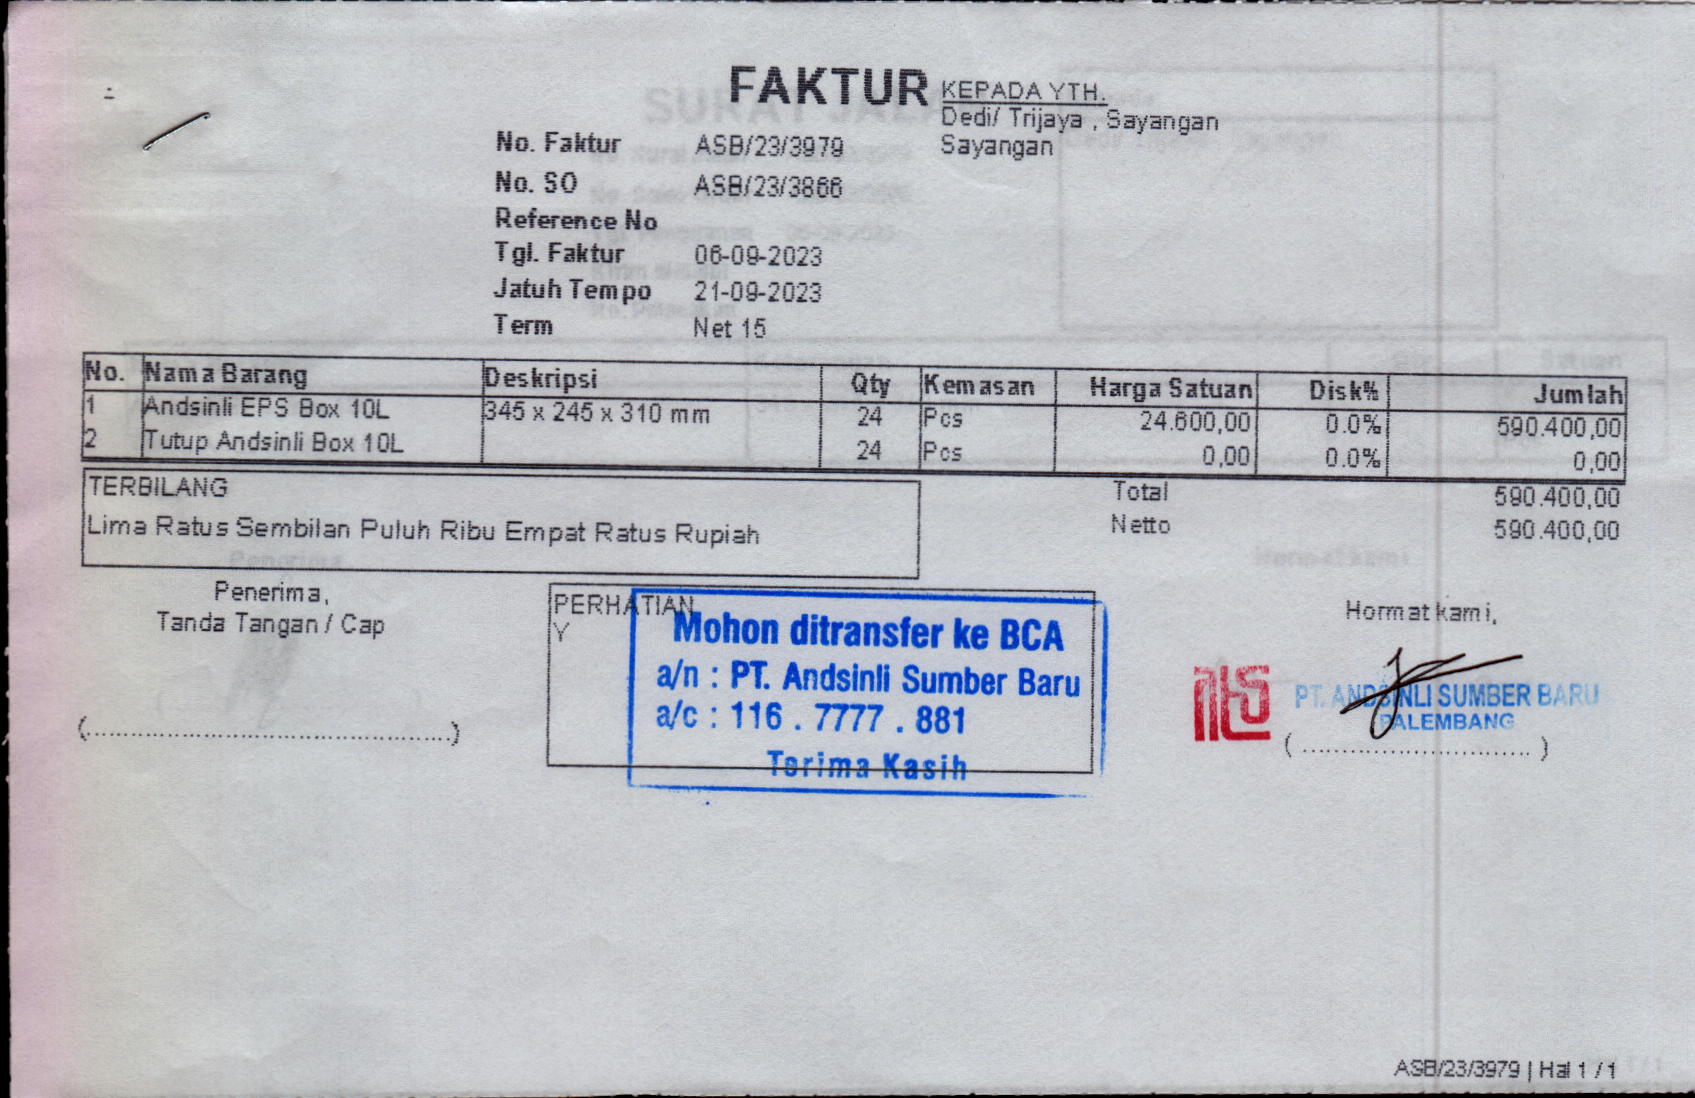 FAKTUR
KEPADA YTH.
Dedi/ Trijaya , Sayangan
Sayangan
No. Faktur ASB/23/3979
No. SO ASB/23/3866
Reference No
Tgl. Faktur 06-09-2023
Jatuh Tempo 21-09-2023
Term Net 15
No. Nama Barang Deskripsi Qty Kemasan Harga Satuan Disk% Jumlah
1 Andsinli EPS Box 10L 345 x 245 x 310 mm 24 Pcs 24.600,00 0.0% 590.400,00
2 Tutup Andsinli Box 10L 24 Pcs 0,00 0.0% 0,00
TERBILANG
Lima Ratus Sembilan Puluh Ribu Empat Ratus Rupiah
Total 590.400,00
Netto 590.400,00
Penerima,
Tanda Tangan / Cap
(..................................................)
PERHATIAN
Y
Mohon ditransfer ke BCA
a/n : PT. Andsinli Sumber Baru
a/c : 116 . 7777 . 881
Terima Kasih
Hormat kami,
PT. ANDSINLI SUMBER BARU
PALEMBANG
( ................................ )
ASB/23/3979 | Hal 1 / 1